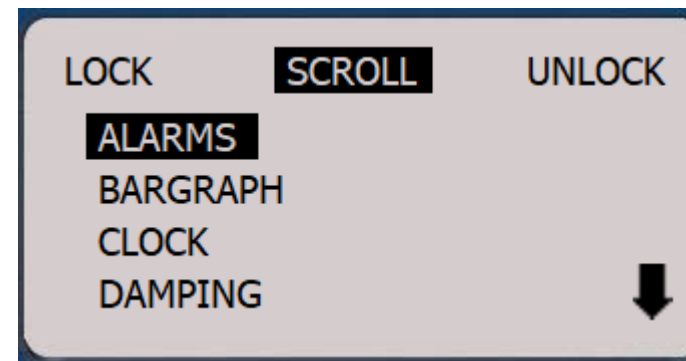 LOCK SCROLL UNLOCK
ALARMS
BARGRAPH
CLOCK
DAMPING